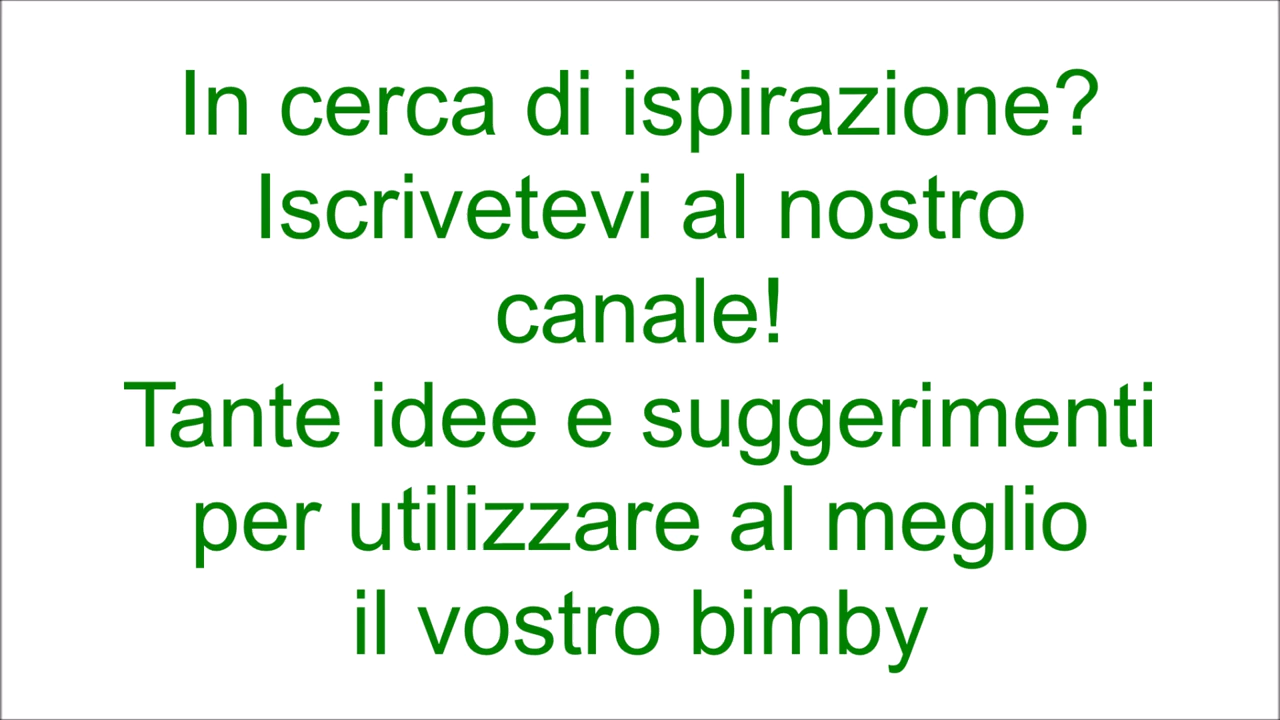 In cerca di ispirazione?
Iscrivetevi al nostro
canale!
Tante idee e suggerimenti
per utilizzare al meglio
il vostro bimby